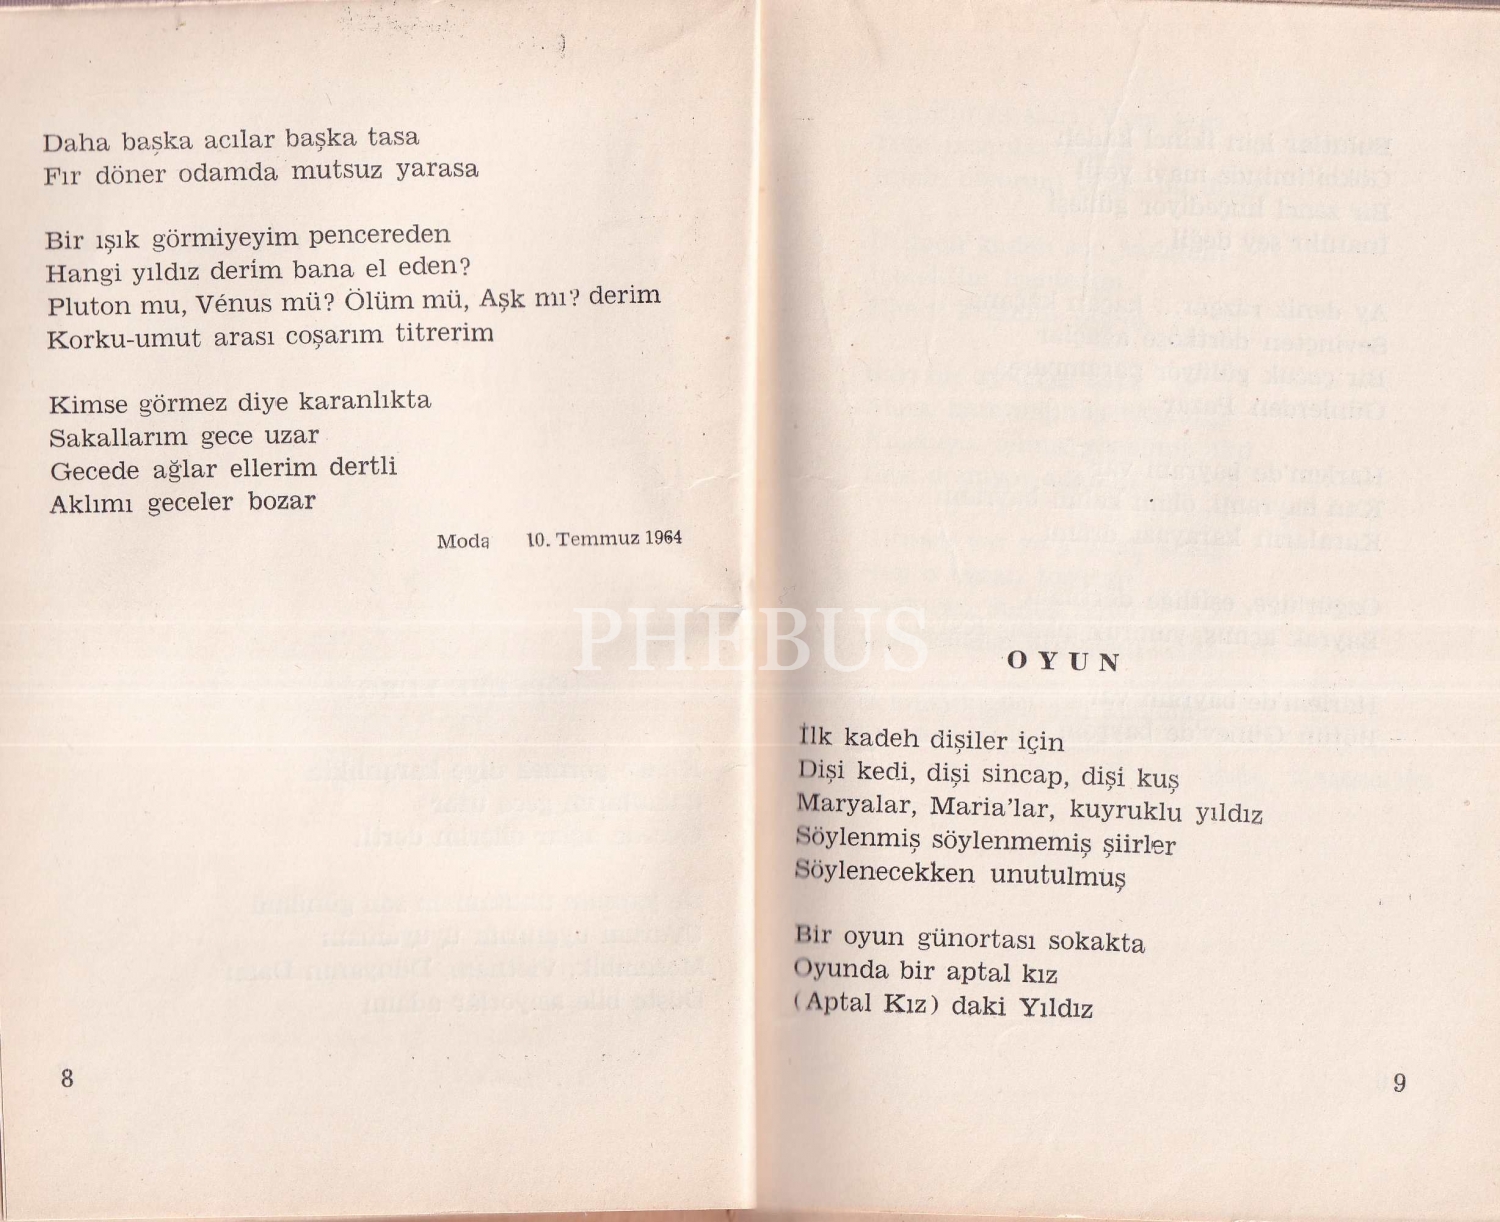 Daha başka acılar başka tasa
Fır döner odamda mutsuz yarasa
Bir ışık görmiyeyim pencereden
Hangi yıldız derim bana el eden?
Pluton mu, Vénus mü? Ölüm mü, Aşk mı? derim
Korku-umut arası coşarım titrerim
Kimse görmez diye karanlıkta
Sakallarım gece uzar
Gecede ağlar ellerim dertli
Aklımı geceler bozar
Moda 10. Temmuz 1964
8
PHEBUS
OYUN
İlk kadeh dişiler için
Dişi kedi, dişi sincap, dişi kuş
Maryalar, Maria'lar, kuyruklu yıldız
Söylenmiş söylenmemiş şiirler
Söylenecekken unutulmuş
Bir oyun günortası sokakta
Oyunda bir aptal kız
(Aptal Kız) daki Yıldız
9